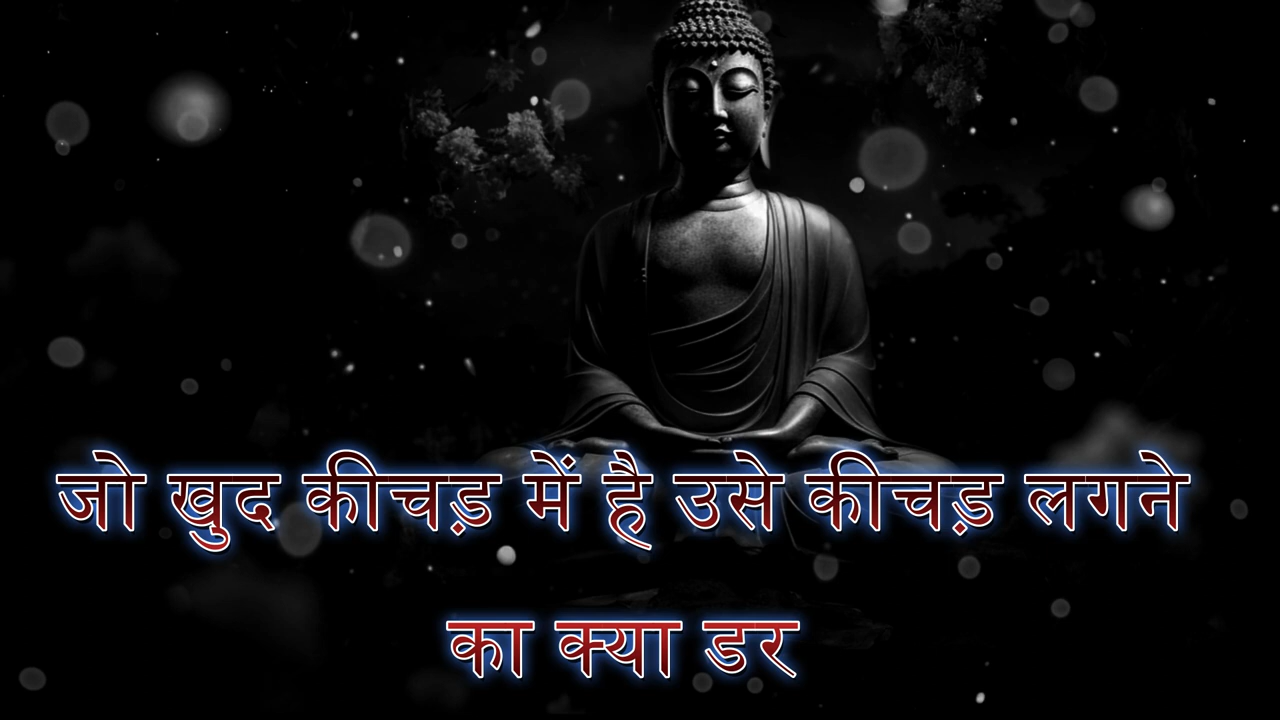 जो खुद कीचड़ में है उसे कीचड़ लगने
का क्या डर